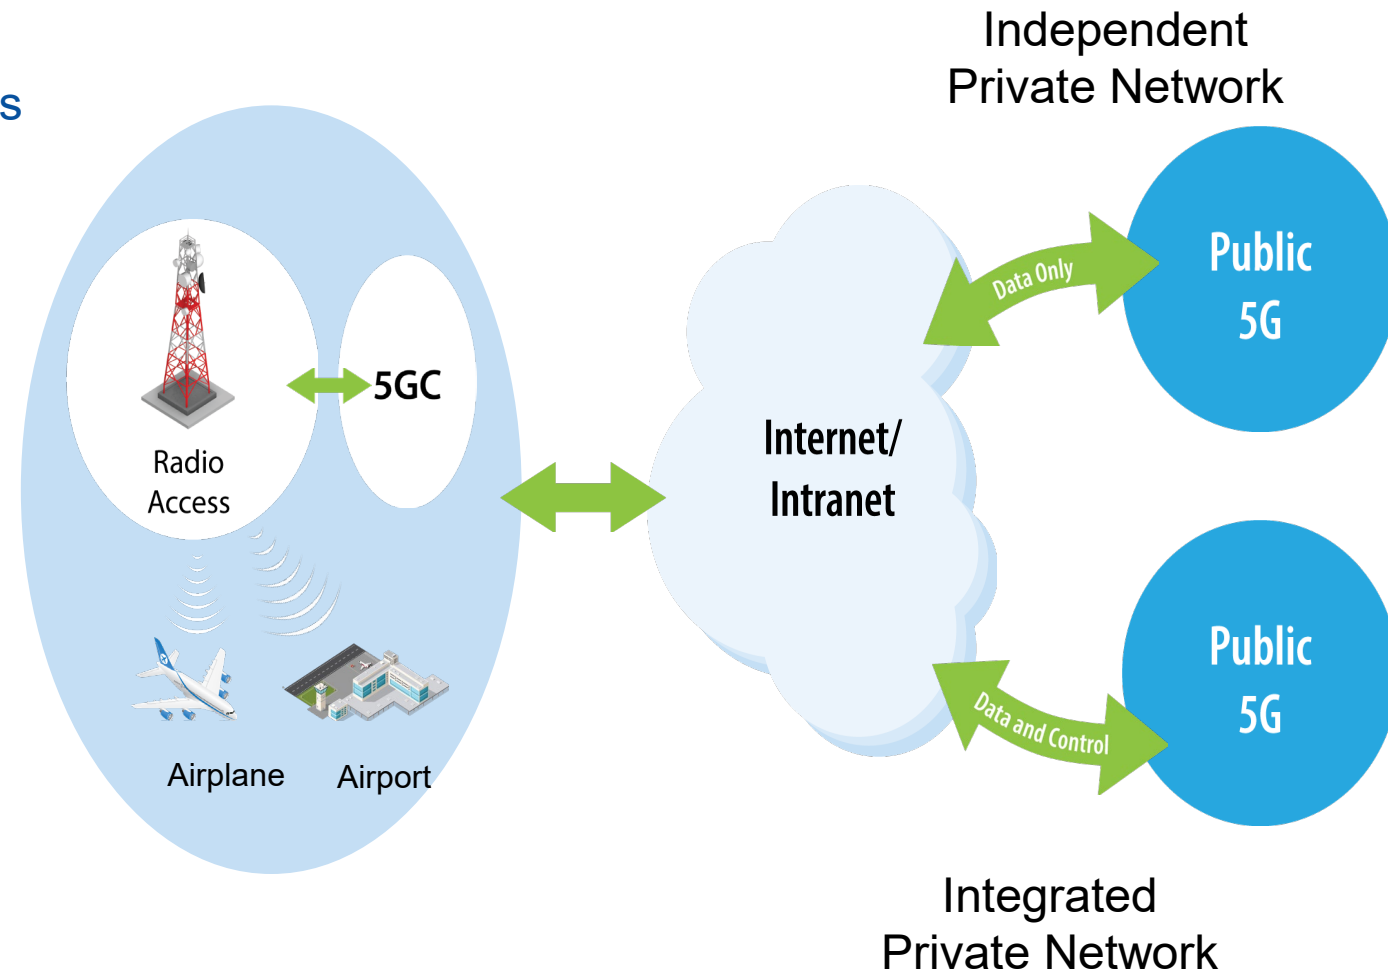 s
Independent
Private Network
Radio
Access
5GC
Airplane
Airport
Internet/
Intranet
Data Only
Public
5G
Data and Control
Public
5G
Integrated
Private Network